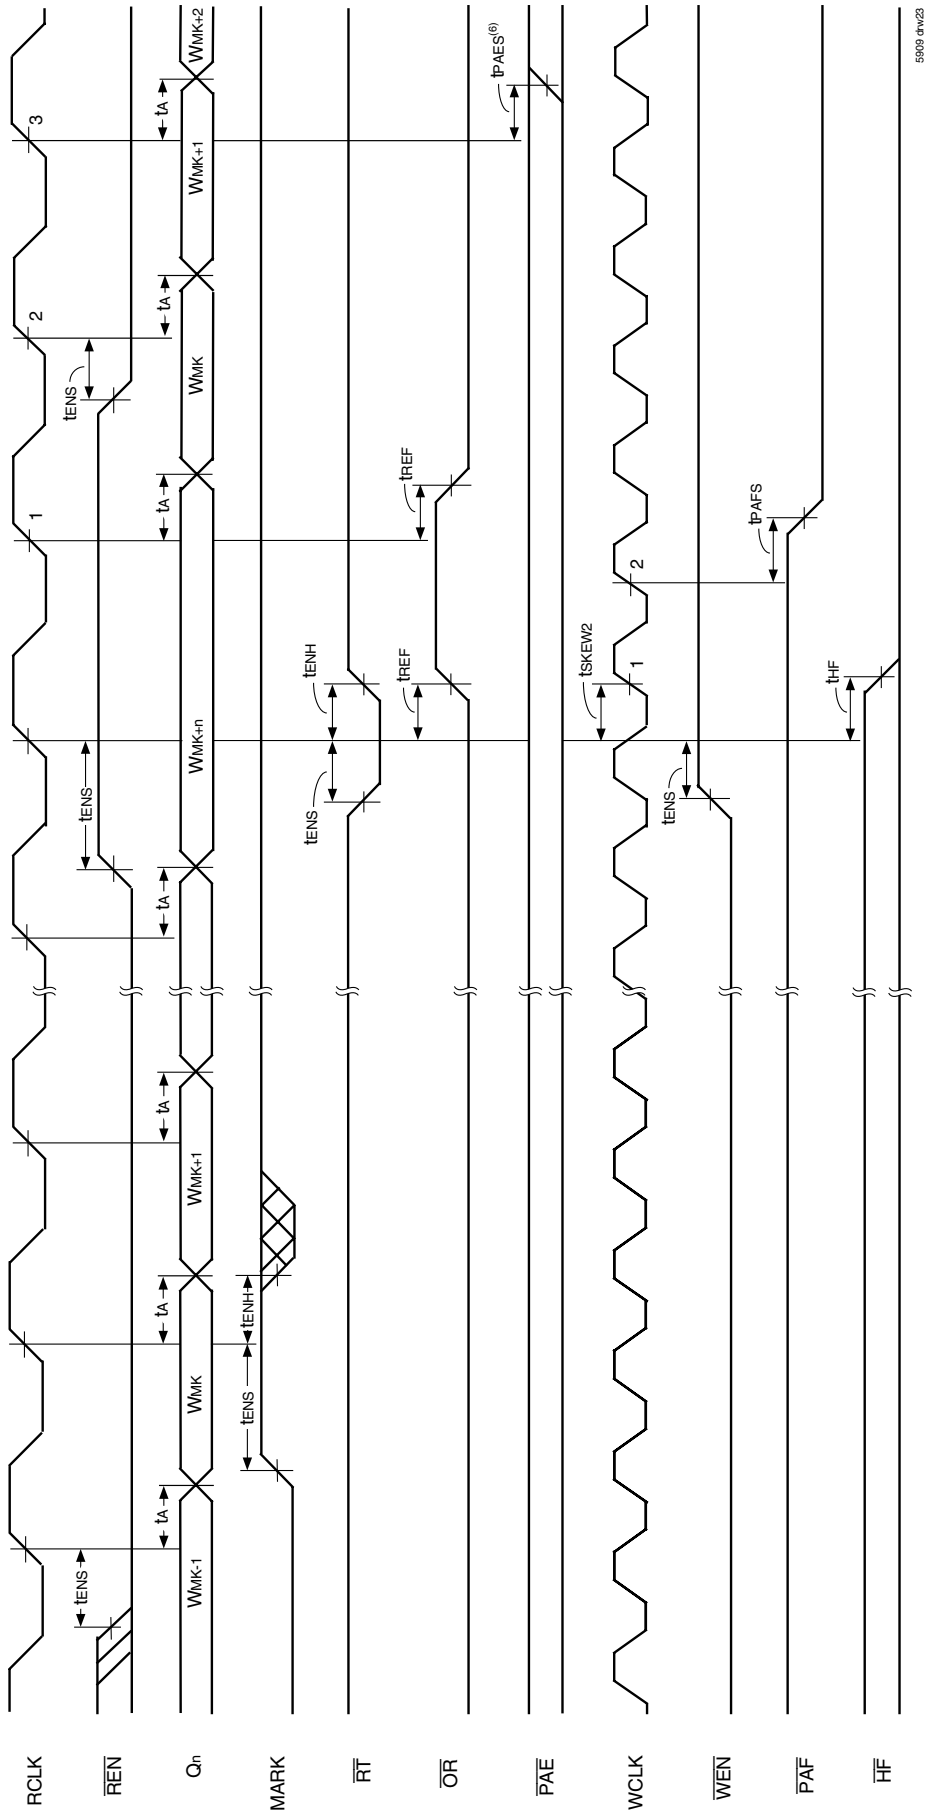 RCLK 1 2 3
REN tENS tENS tENS
tA tA tA tA tA tA tA
Qn WMK-1 WMK WMK+1 WMK+n WMK WMK+1 WMK+2
MARK tENS tENH
RT tENS tENH
OR tREF tREF
PAE tPAES(6)
tSKEW2
WCLK 1 2
WEN tENS
PAF tPAFS
HF tHF
5909 drw23